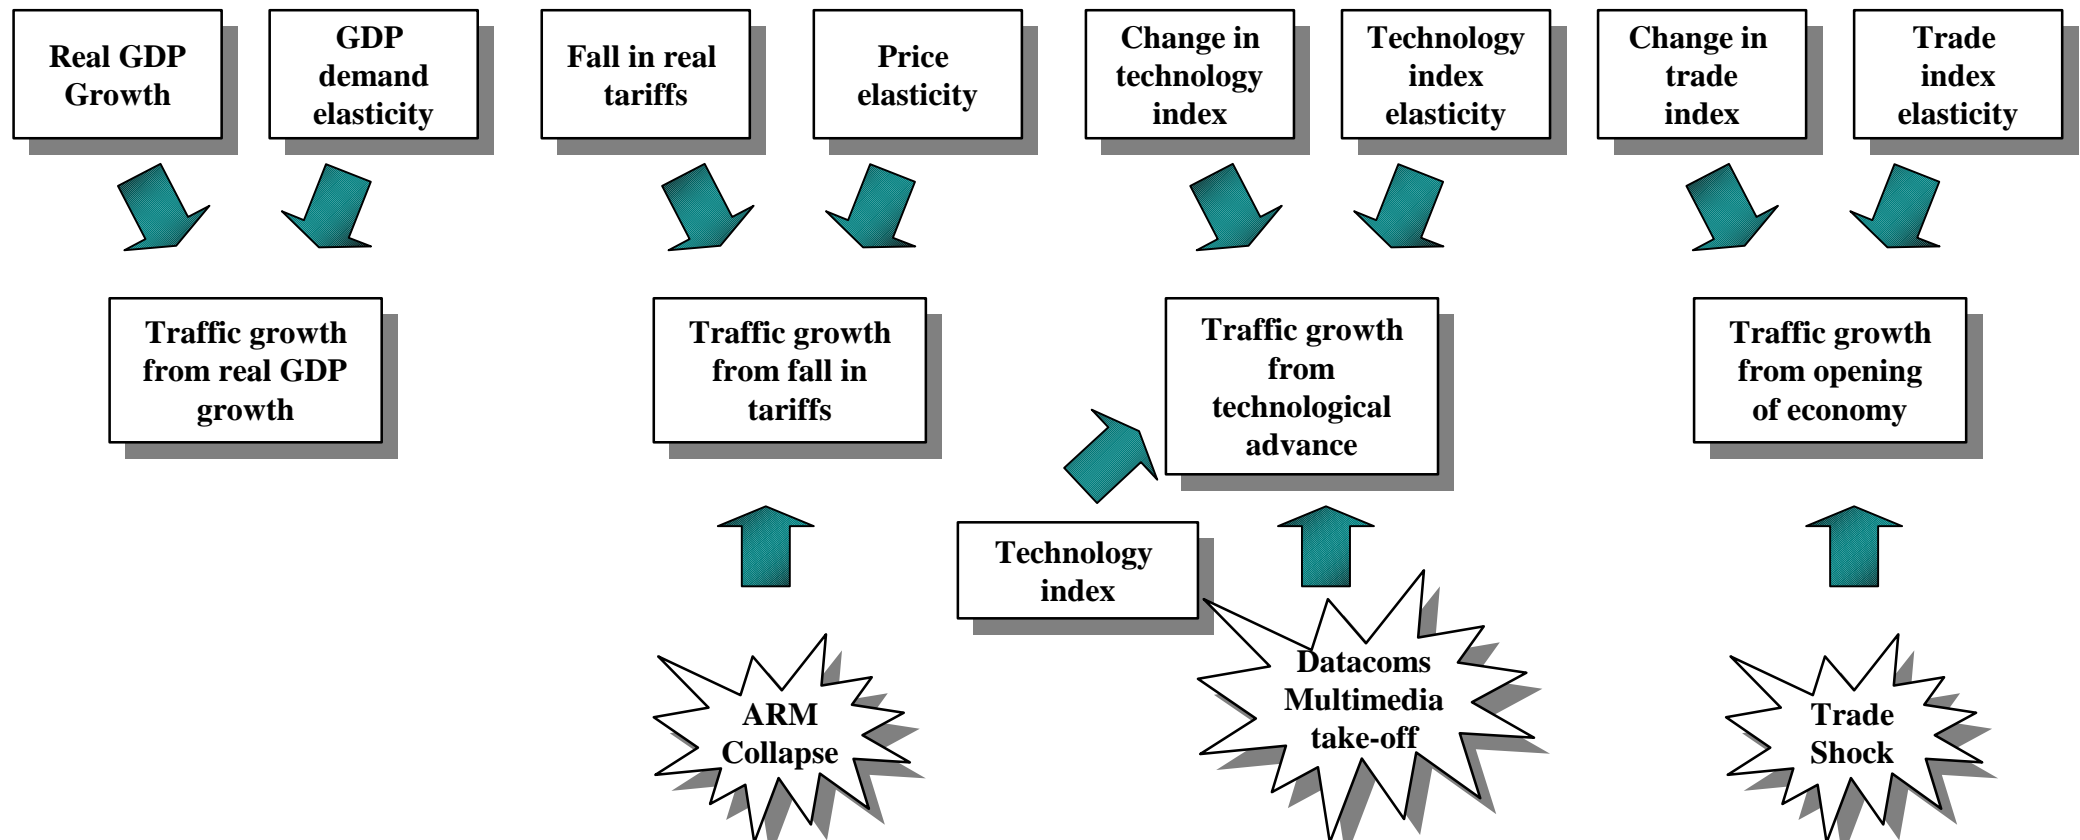 Real GDP
Growth
GDP
demand
elasticity
Fall in real
tariffs
Price
elasticity
Change in
technology
index
Technology
index
elasticity
Change in
trade
index
Trade
index
elasticity
Traffic growth
from real GDP
growth
Traffic growth
from fall in
tariffs
Traffic growth
from
technological
advance
Traffic growth
from opening
of economy
Technology
index
ARM
Collapse
Datacoms
Multimedia
take-off
Trade
Shock